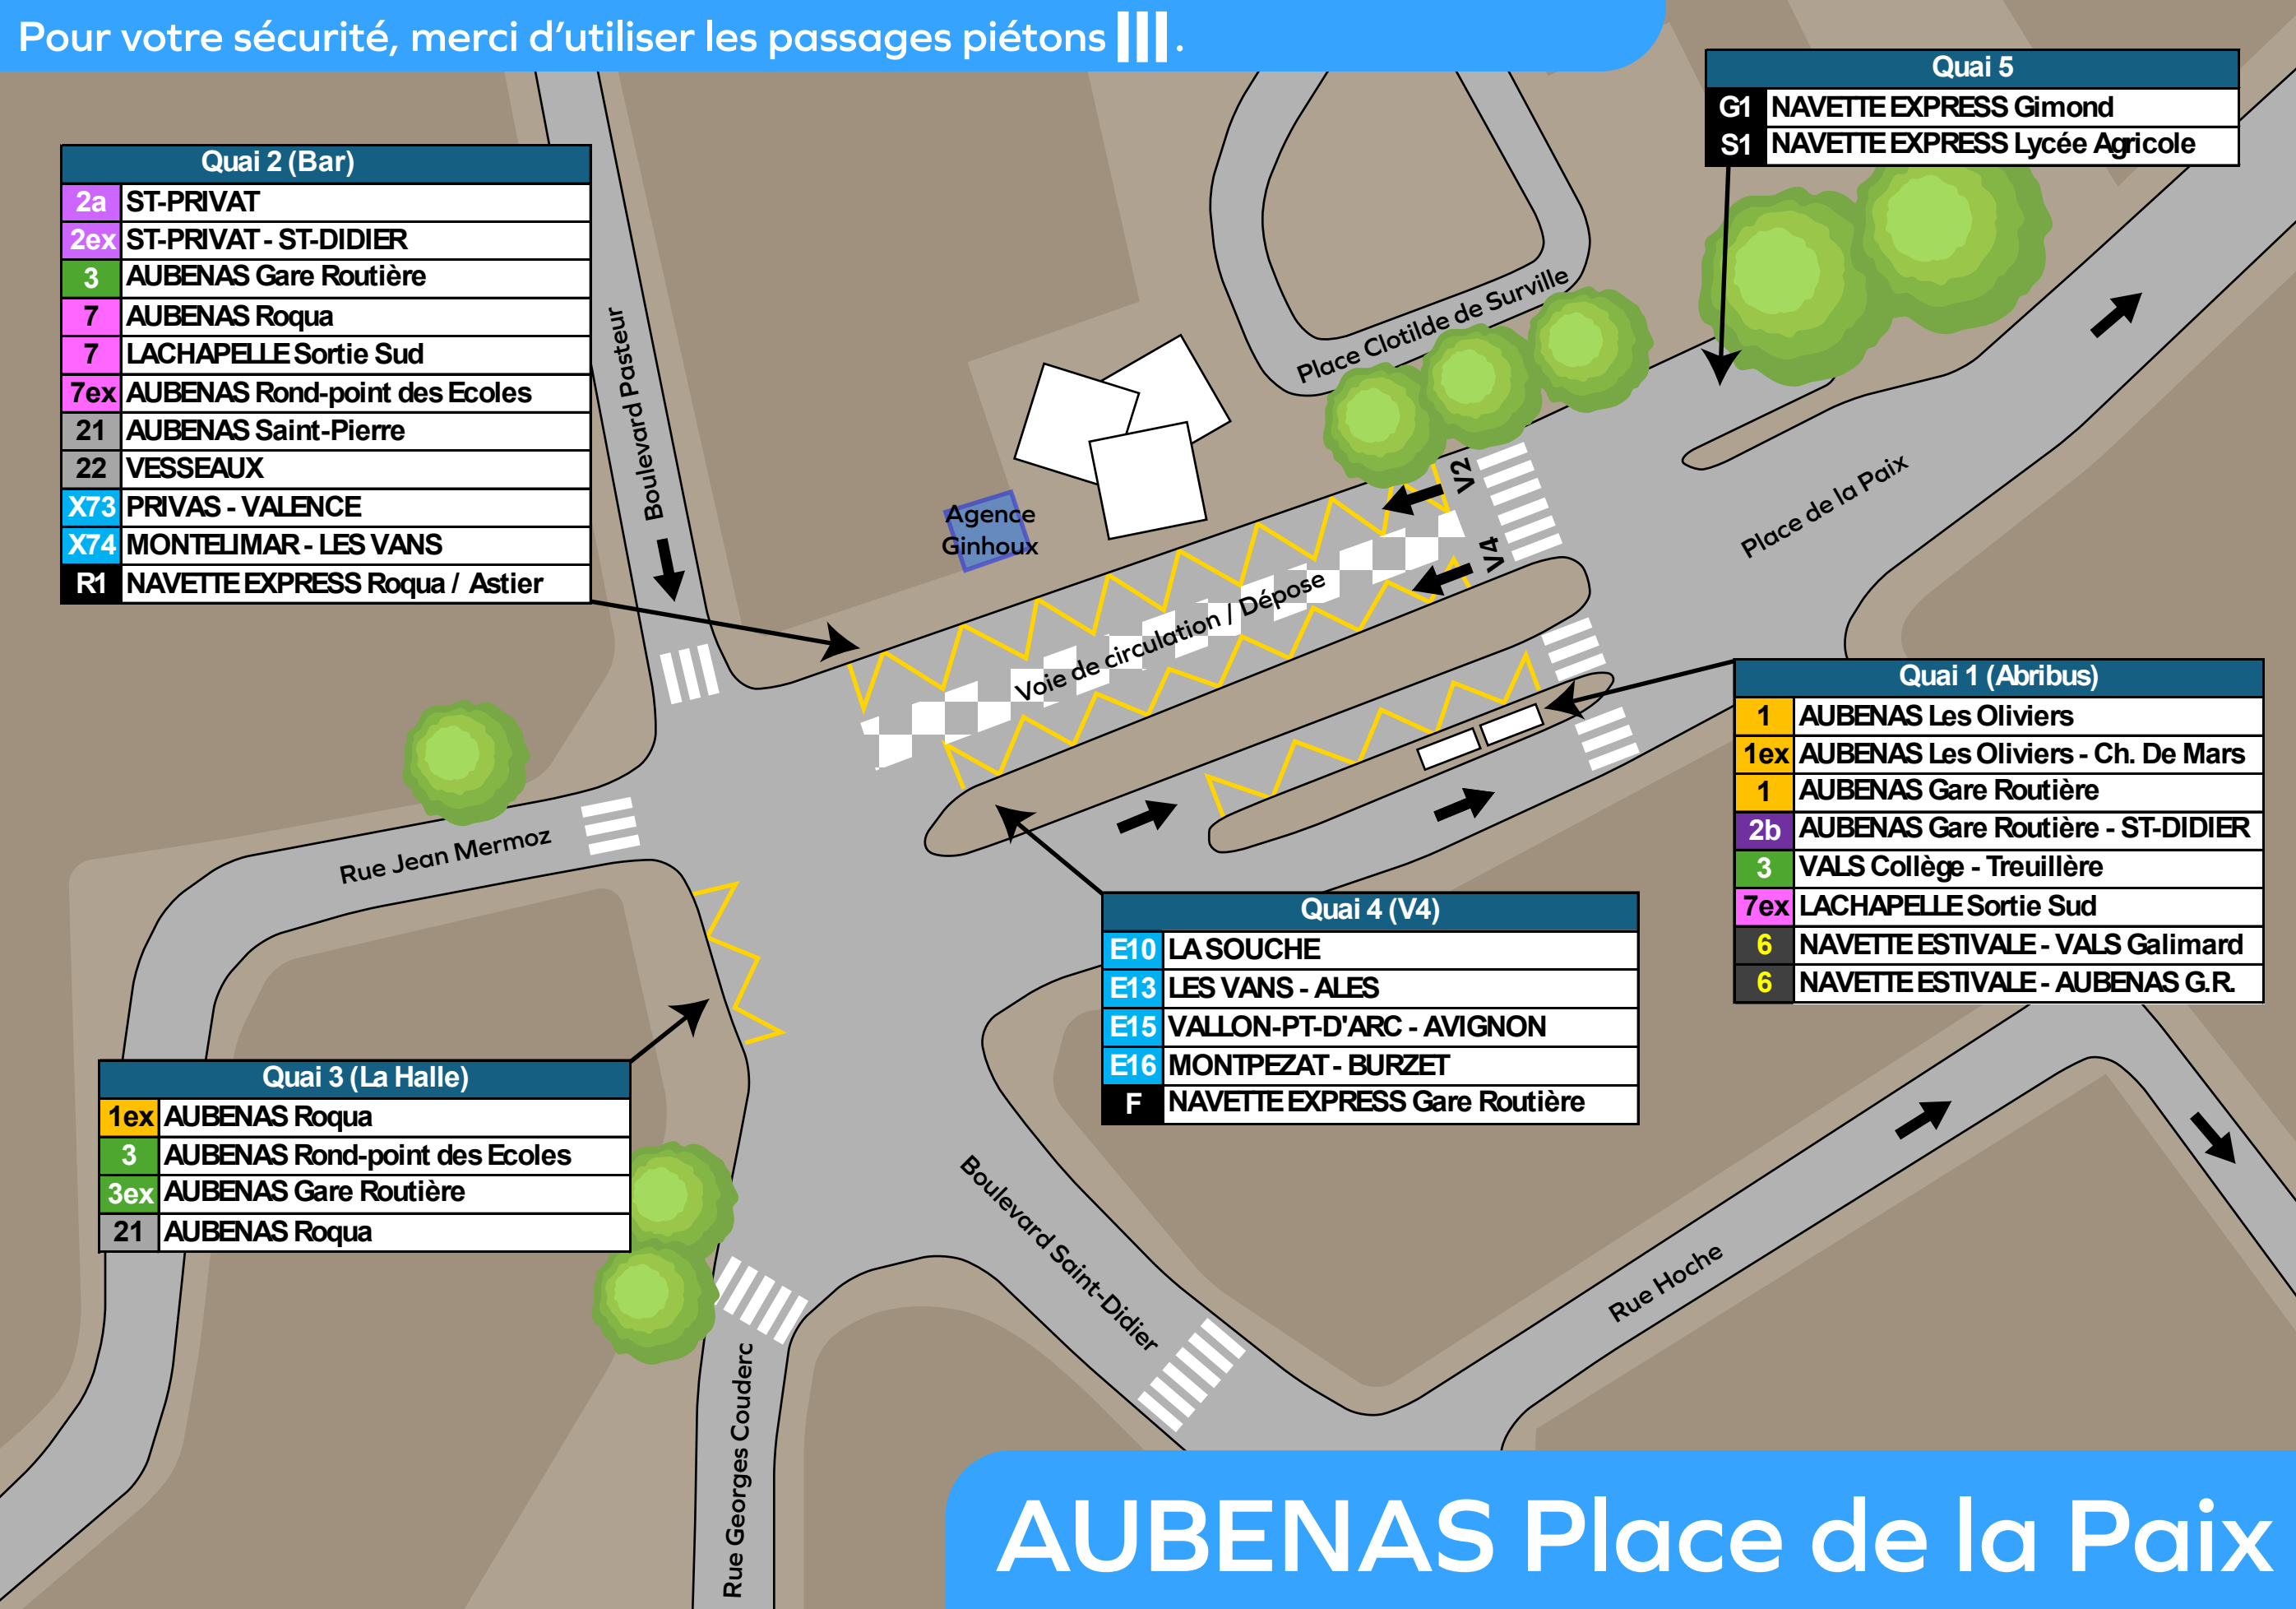 Pour votre sécurité, merci d'utiliser les passages piétons .
Quai 5
G1 NAVETTE EXPRESS Gimond
S1 NAVETTE EXPRESS Lycée Agricole
Quai 2 (Bar)
2a ST-PRIVAT
2ex ST-PRIVAT - ST-DIDIER
3 AUBENAS Gare Routière
7 AUBENAS Roqua
7 LACHAPELLE Sortie Sud
7ex AUBENAS Rond-point des Ecoles
21 AUBENAS Saint-Pierre
22 VESSEAUX
X73 PRIVAS - VALENCE
X74 MONTELIMAR - LES VANS
R1 NAVETTE EXPRESS Roqua / Astier
Boulevard Pasteur
Place Clotilde de Surville
Agence
Ginhoux
V2
V4
Voie de circulation / Dépose
Place de la Paix
Quai 1 (Abribus)
1 AUBENAS Les Oliviers
1ex AUBENAS Les Oliviers - Ch. De Mars
1 AUBENAS Gare Routière
2b AUBENAS Gare Routière - ST-DIDIER
3 VALS Collège - Treuillère
7ex LACHAPELLE Sortie Sud
6 NAVETTE ESTIVALE - VALS Galimard
6 NAVETTE ESTIVALE - AUBENAS G.R.
Rue Jean Mermoz
Quai 4 (V4)
E10 LA SOUCHE
E13 LES VANS - ALES
E15 VALLON-PT-D'ARC - AVIGNON
E16 MONTPEZAT - BURZET
F NAVETTE EXPRESS Gare Routière
Quai 3 (La Halle)
1ex AUBENAS Roqua
3 AUBENAS Rond-point des Ecoles
3ex AUBENAS Gare Routière
21 AUBENAS Roqua
Boulevard Saint-Didier
Rue Hoche
Rue Georges Couderc
AUBENAS Place de la Paix